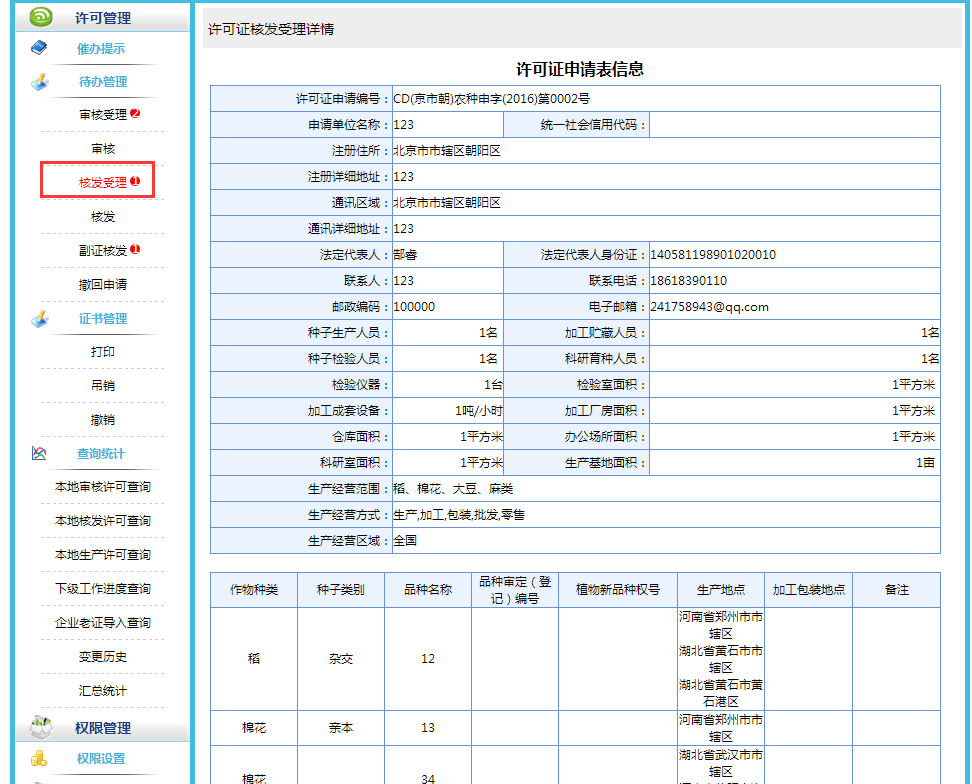 许可管理
催办提示
待办管理
审核受理 2
审核
核发受理 1
核发
副证核发 1
撤回申请
证书管理
打印
吊销
撤销
查询统计
本地审核许可查询
本地核发许可查询
本地生产许可查询
下级工作进度查询
企业老证导入查询
变更历史
汇总统计
权限管理
权限设置
许可证核发受理详情
许可证申请表信息
许可证申请编号： CD(京市朝)农种申字(2016)第0002号
申请单位名称： 123 统一社会信用代码：
注册住所： 北京市市辖区朝阳区
注册详细地址： 123
通讯区域： 北京市市辖区朝阳区
通讯详细地址： 123
法定代表人： 郜睿 法定代表人身份证： 140581198901020010
联系人： 123 联系电话： 18618390110
邮政编码： 100000 电子邮箱： 241758943@qq.com
种子生产人员： 1名 加工贮藏人员： 1名
种子检验人员： 1名 科研育种人员： 1名
检验仪器： 1台 检验室面积： 1平方米
加工成套设备： 1吨/小时 加工厂房面积： 1平方米
仓库面积： 1平方米 办公场所面积： 1平方米
科研室面积： 1平方米 生产基地面积： 1亩
生产经营范围： 稻、棉花、大豆、麻类
生产经营方式： 生产,加工,包装,批发,零售
生产经营区域： 全国
作物种类 种子类别 品种名称 品种审定（登
记）编号 植物新品种权号 生产地点 加工包装地点 备注
稻 杂交 12 河南省郑州市市
辖区
湖北省黄石市市
辖区
湖北省黄石市黄
石港区
棉花 亲本 13 河南省郑州市市
辖区
棉花 34 湖北省武汉市市
辖区